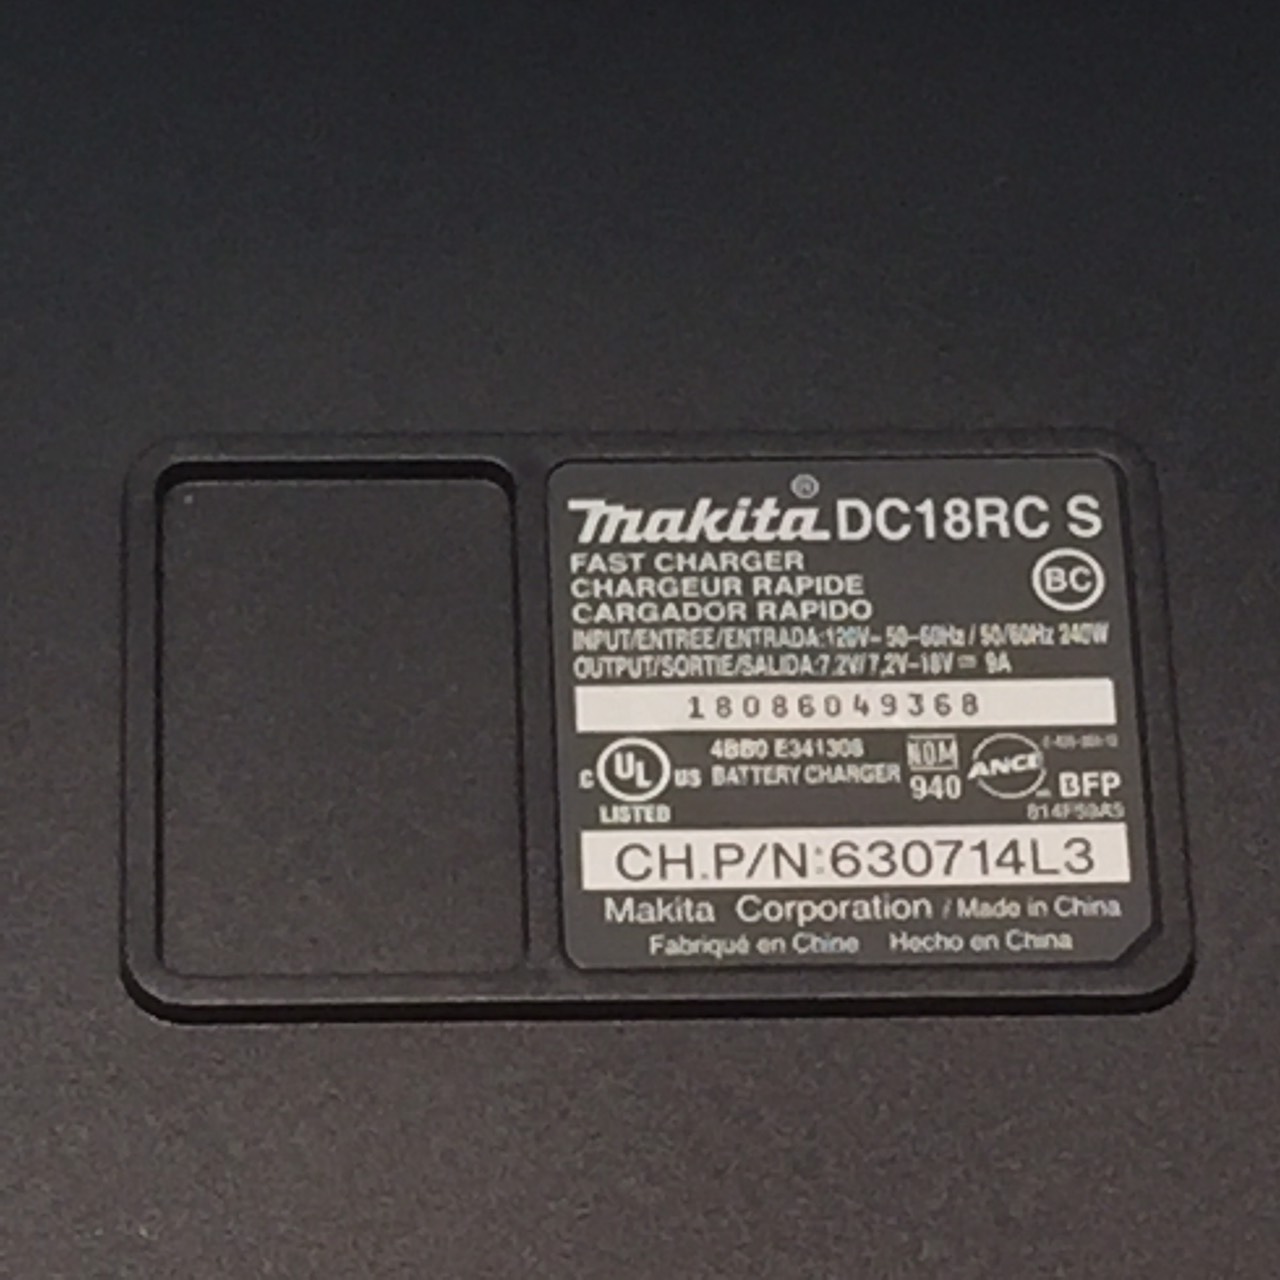 makita® DC18RC S
FAST CHARGER
CHARGEUR RAPIDE
CARGADOR RAPIDO
BC
INPUT/ENTREE/ENTRADA:120V~ 50-60Hz / 50/60Hz 240W
OUTPUT/SORTIE/SALIDA:7.2V/7,2V-18V ⎓ 9A
18086049368
C UL US LISTED
4BB0 E341308
BATTERY CHARGER
NOM
940
ANCE
BFP
CH.P/N:630714L3
Makita Corporation / Made in China
Fabriqué en Chine Hecho en China